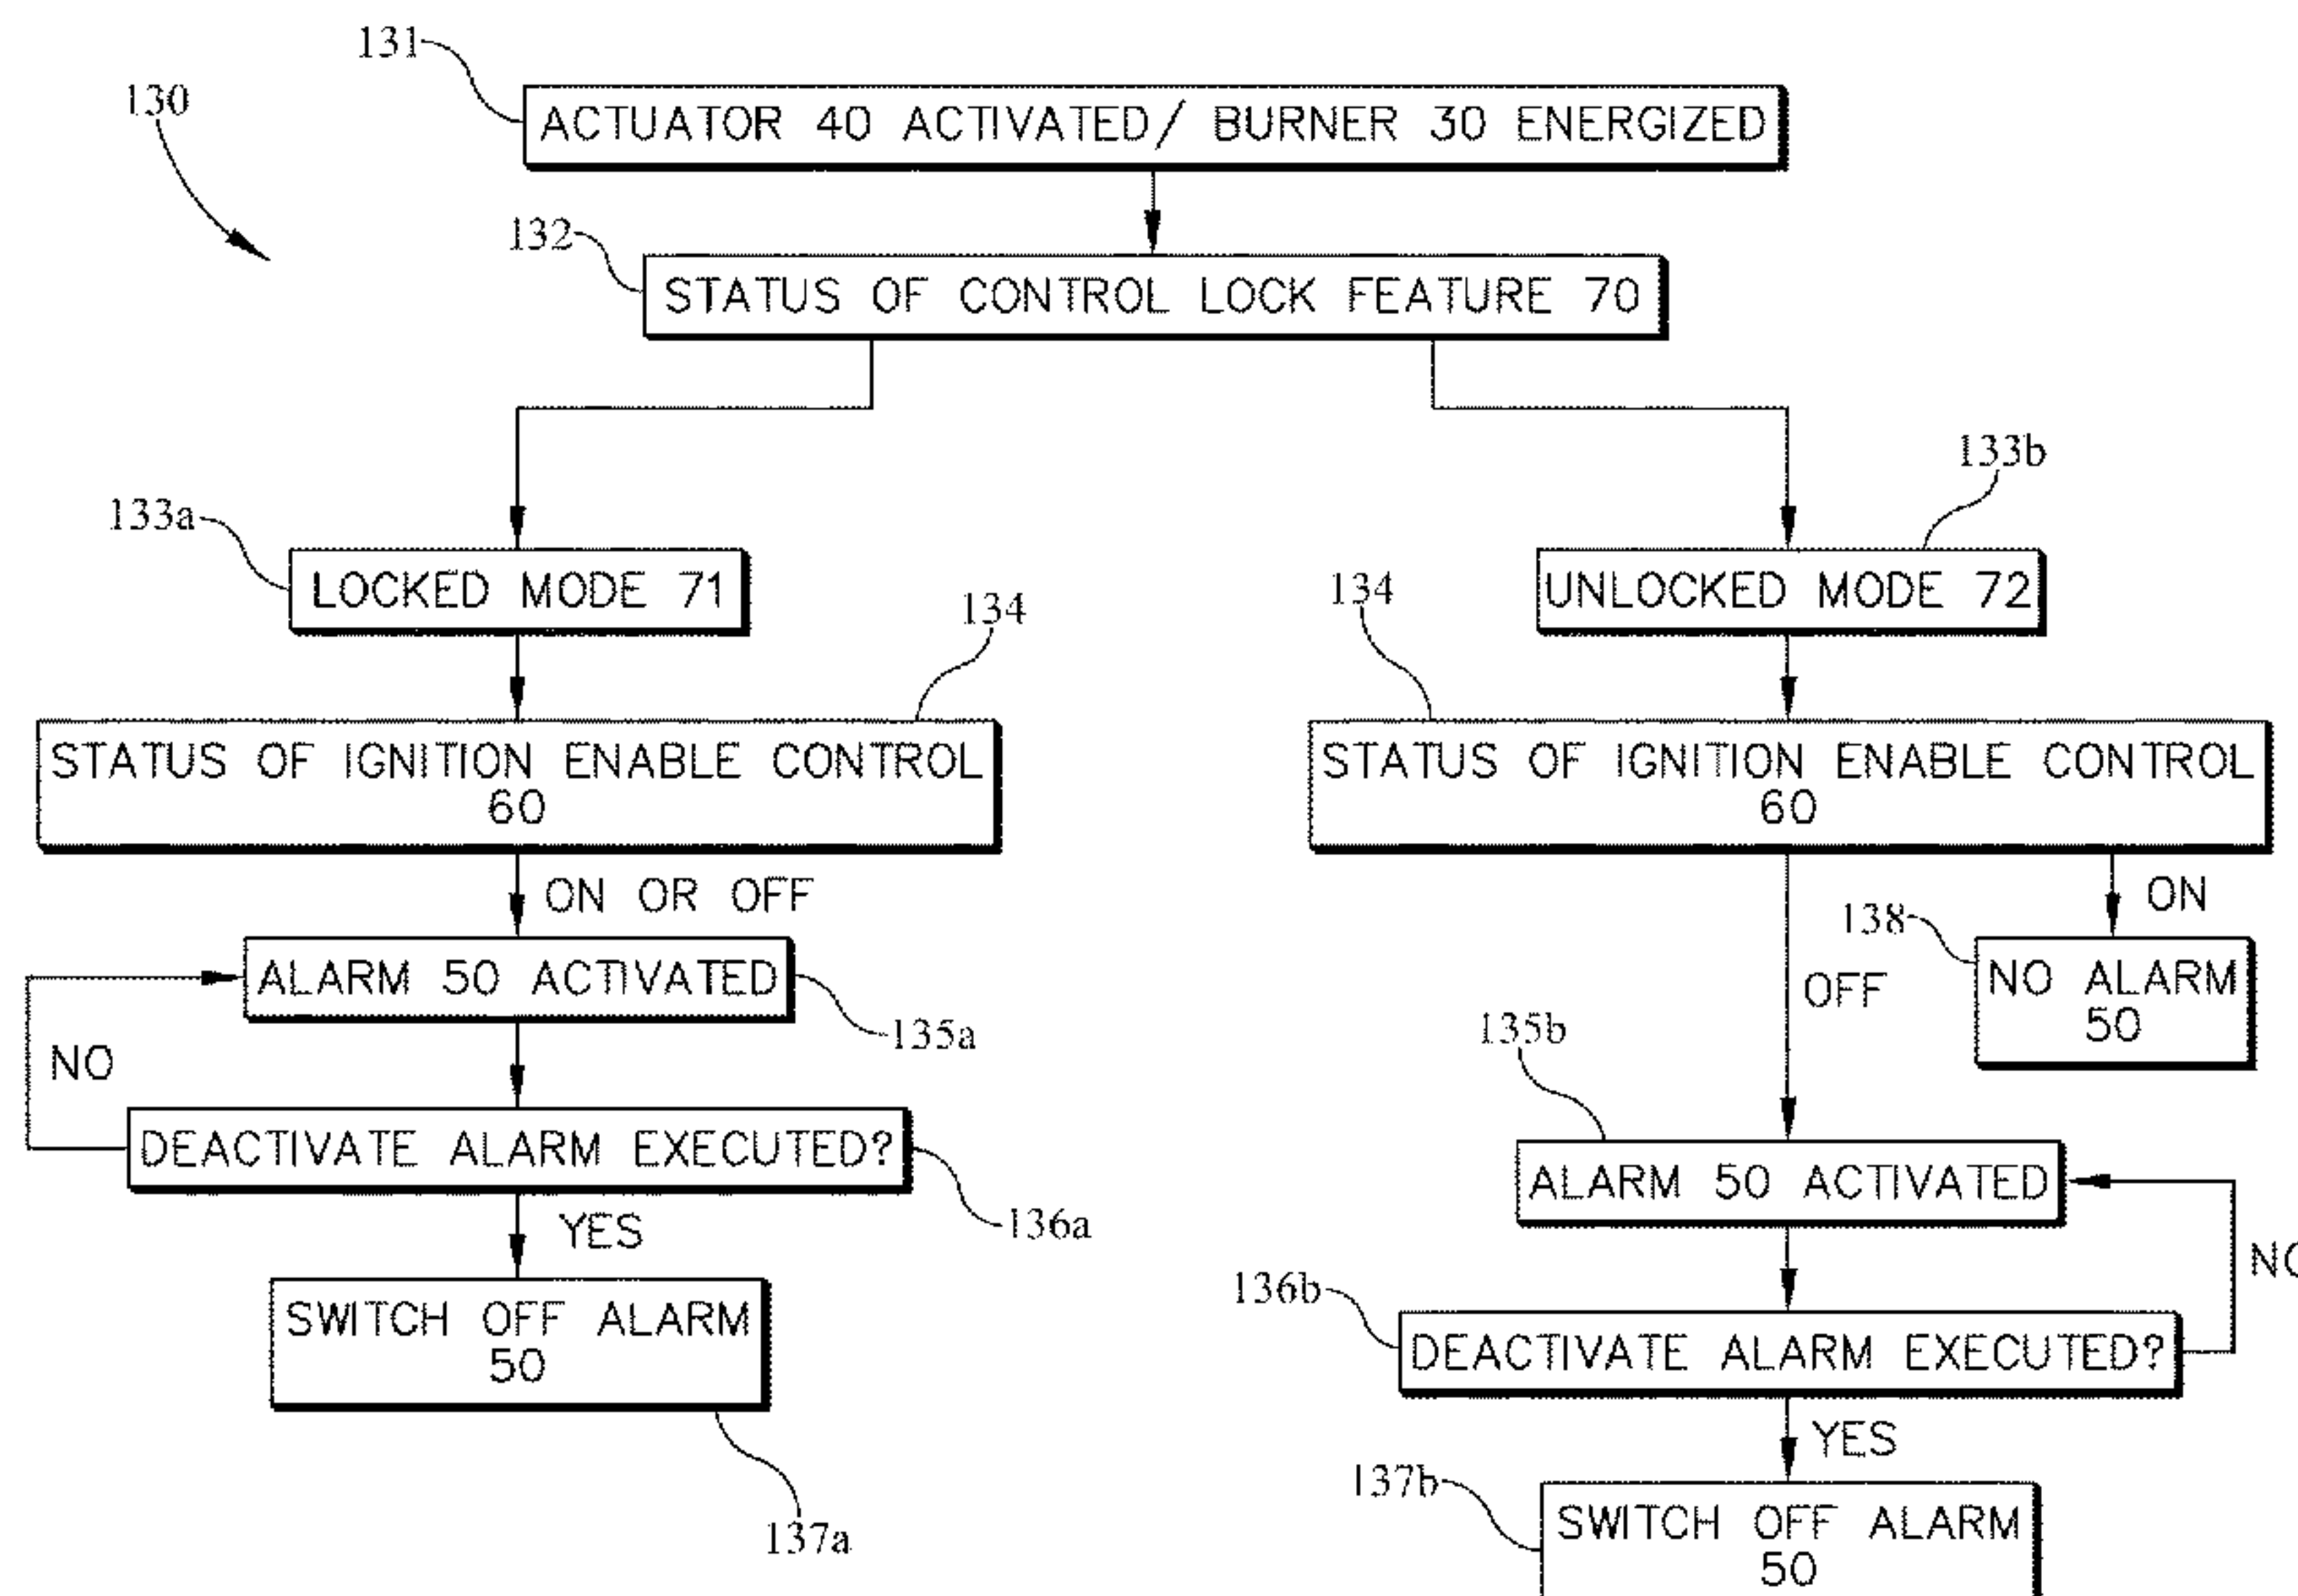 131
130
ACTUATOR 40 ACTIVATED/ BURNER 30 ENERGIZED
132
STATUS OF CONTROL LOCK FEATURE 70
133a
LOCKED MODE 71
134
STATUS OF IGNITION ENABLE CONTROL
60
ON OR OFF
ALARM 50 ACTIVATED
135a
NO
DEACTIVATE ALARM EXECUTED?
136a
YES
SWITCH OFF ALARM
50
137a
133b
UNLOCKED MODE 72
134
STATUS OF IGNITION ENABLE CONTROL
60
ON
138
NO ALARM
50
OFF
135b
ALARM 50 ACTIVATED
136b
DEACTIVATE ALARM EXECUTED?
YES
137b
SWITCH OFF ALARM
50